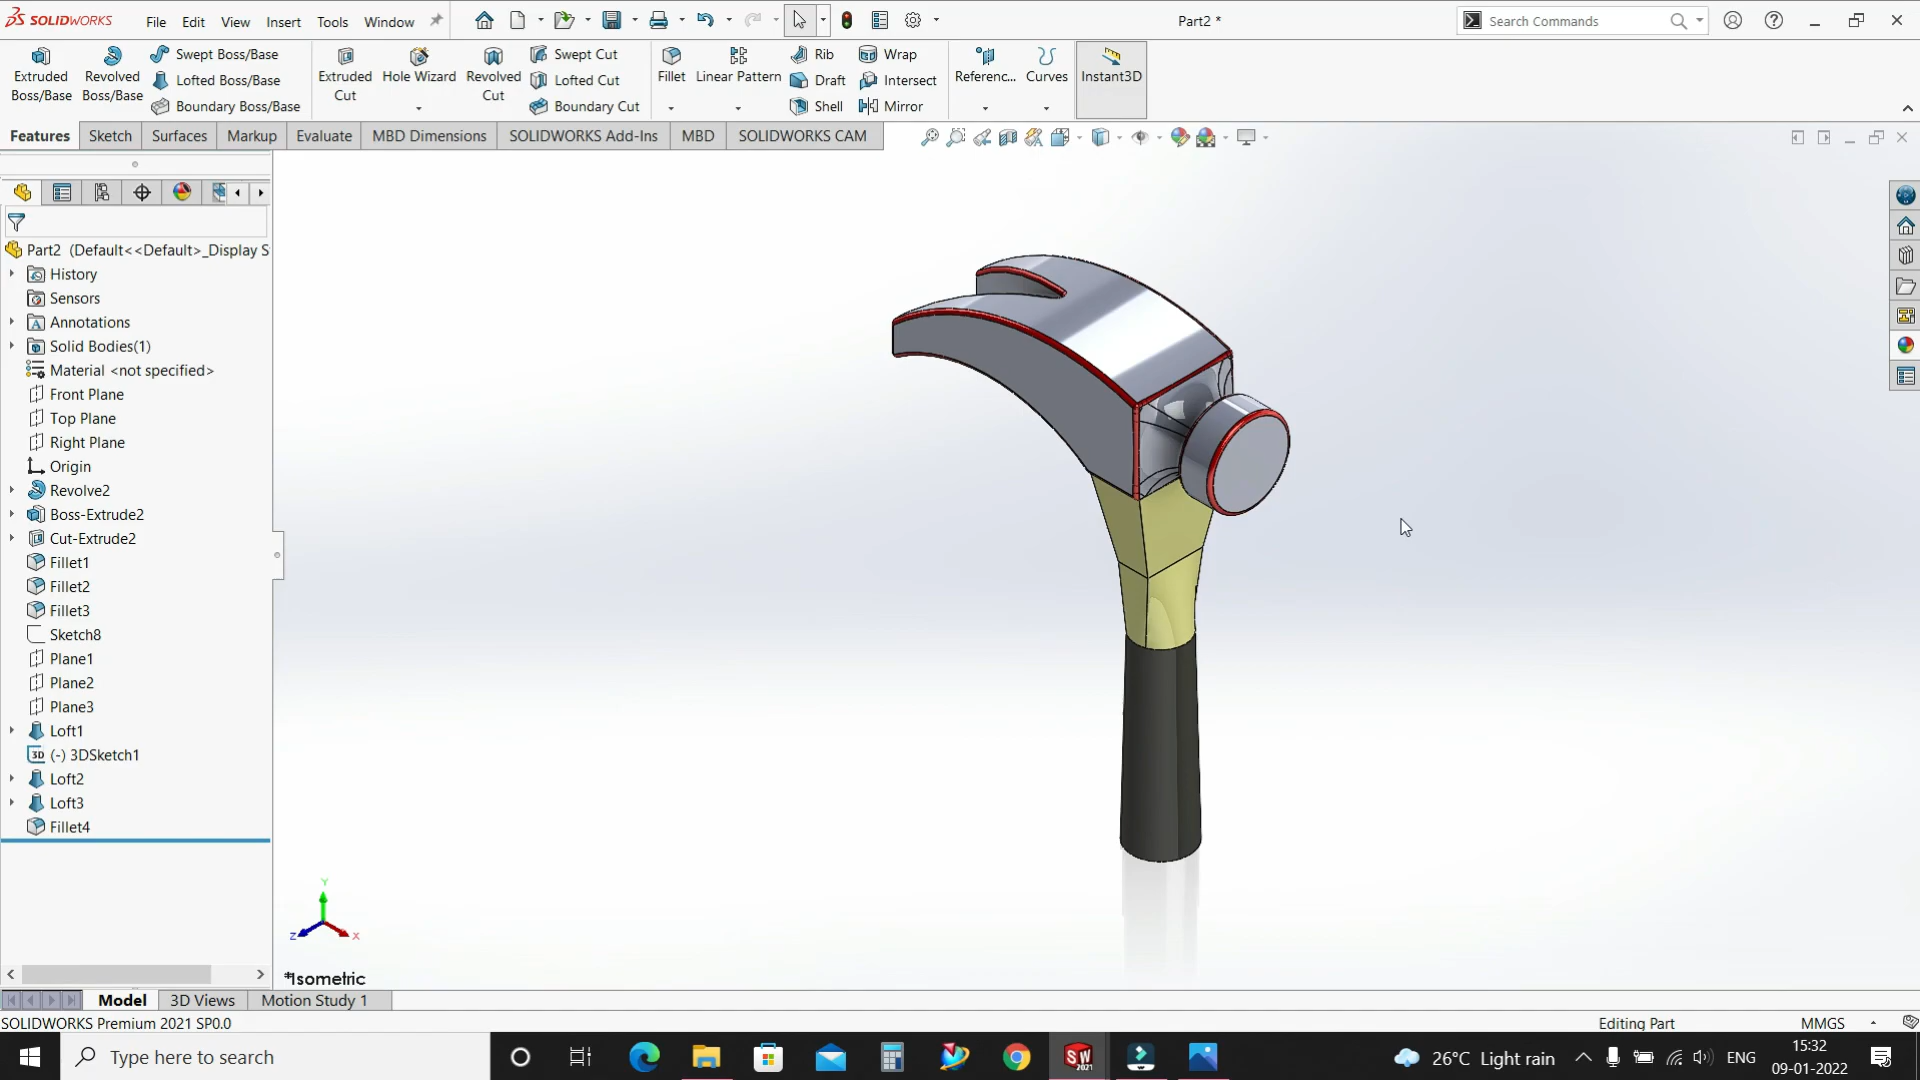 SOLIDWORKS File Edit View Insert Tools Window Part2 * Search Commands
Extruded Boss/Base
Revolved Boss/Base
Swept Boss/Base
Lofted Boss/Base
Boundary Boss/Base
Extruded Cut
Hole Wizard
Revolved Cut
Swept Cut
Lofted Cut
Boundary Cut
Fillet
Linear Pattern
Rib
Draft
Shell
Wrap
Intersect
Mirror
Referenc...
Curves
Instant3D
Features Sketch Surfaces Markup Evaluate MBD Dimensions SOLIDWORKS Add-Ins MBD SOLIDWORKS CAM
Part2 (Default<<Default>_Display S
History
Sensors
Annotations
Solid Bodies(1)
Material <not specified>
Front Plane
Top Plane
Right Plane
Origin
Revolve2
Boss-Extrude2
Cut-Extrude2
Fillet1
Fillet2
Fillet3
Sketch8
Plane1
Plane2
Plane3
Loft1
3D (-) 3DSketch1
Loft2
Loft3
Fillet4
Y
Z X
*Isometric
Model 3D Views Motion Study 1
SOLIDWORKS Premium 2021 SP0.0 Editing Part MMGS
Type here to search SW 2021 26°C Light rain ENG 15:32
09-01-2022